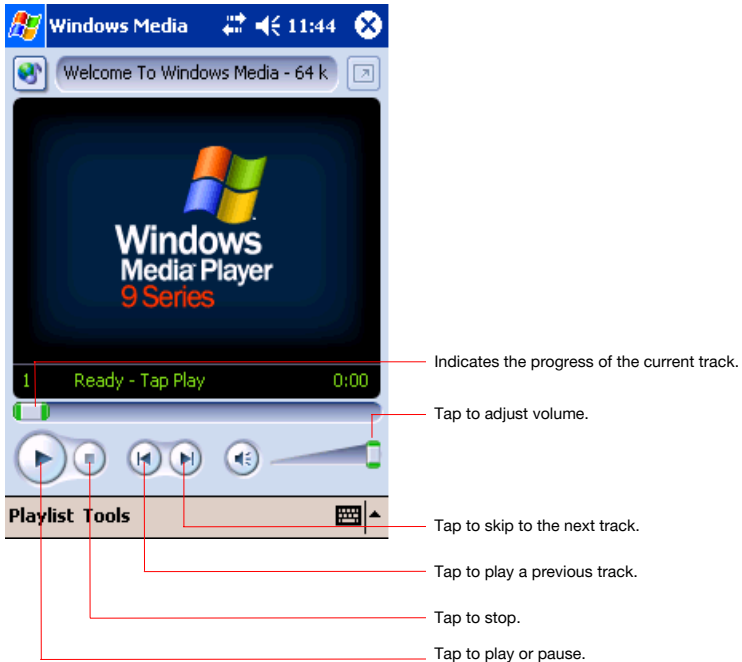 Windows Media 11:44
Welcome To Windows Media - 64 k
Windows
Media Player
9 Series
1 Ready - Tap Play 0:00
Playlist Tools
Indicates the progress of the current track.
Tap to adjust volume.
Tap to skip to the next track.
Tap to play a previous track.
Tap to stop.
Tap to play or pause.